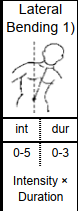 Lateral
Bending 1)
int dur
0-5 0-3
Intensity ×
Duration